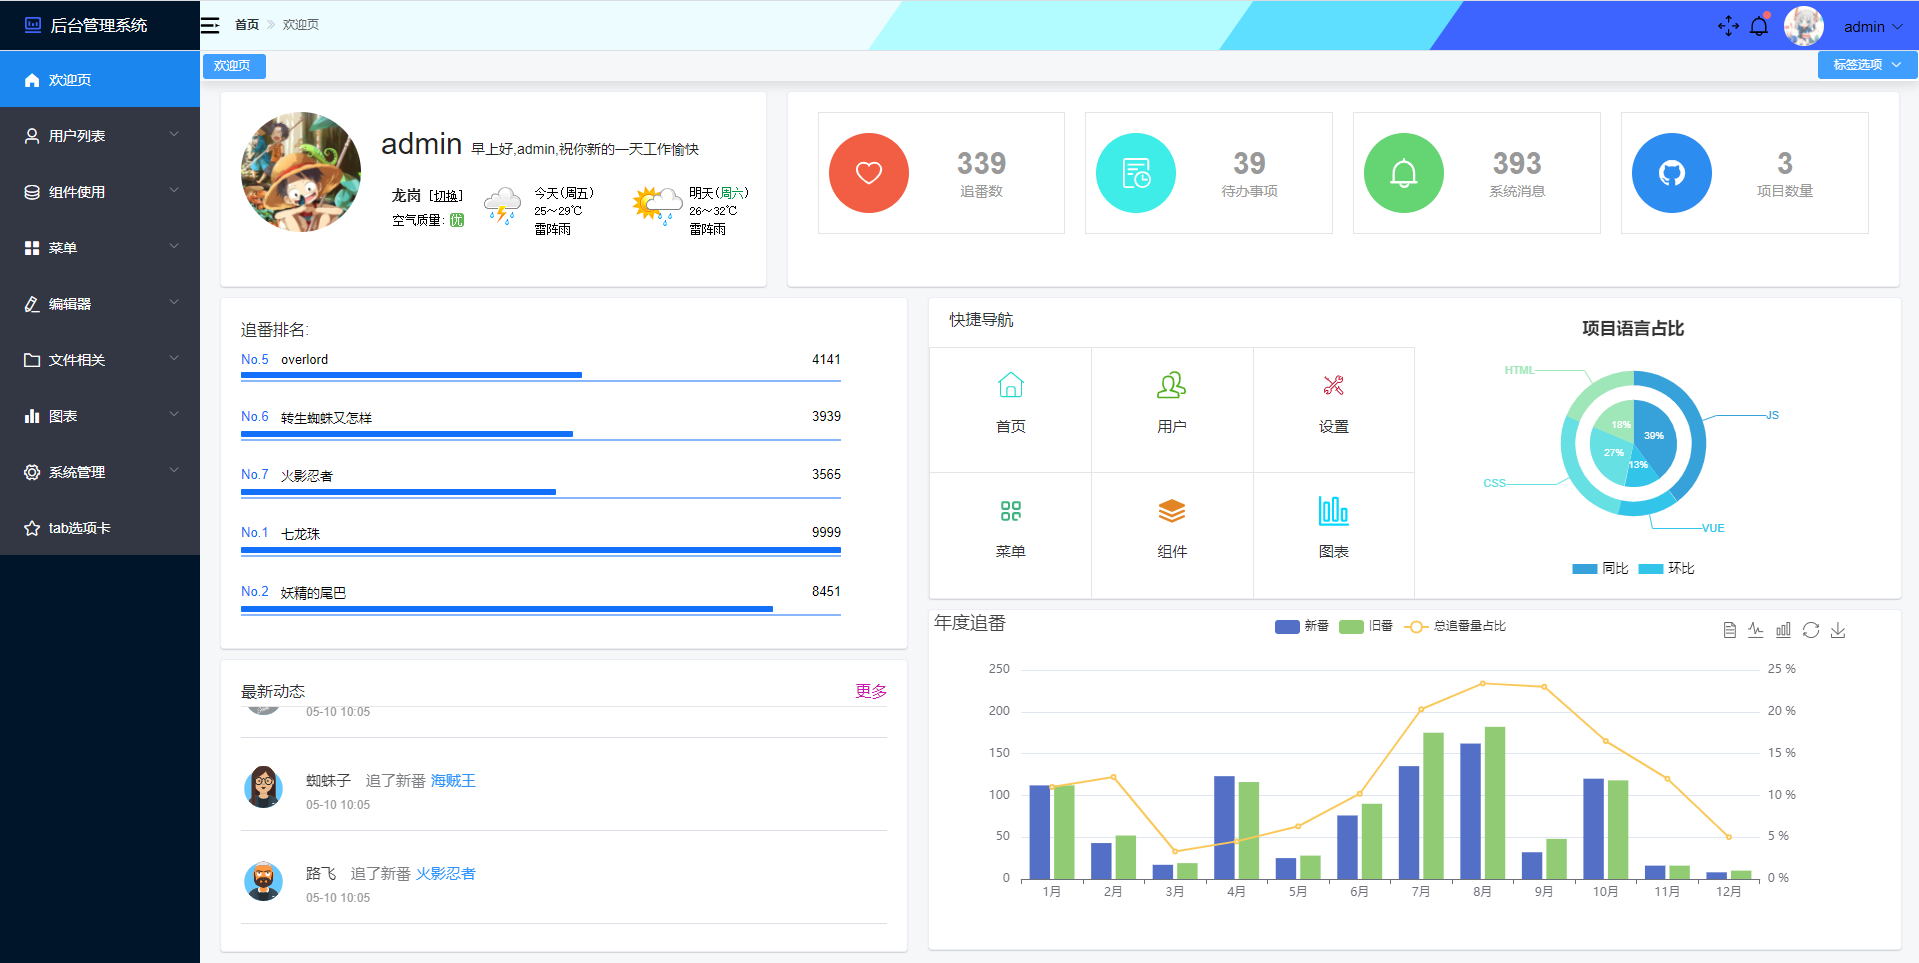 后台管理系统
首页 欢迎页
admin
欢迎页
用户列表
组件使用
菜单
编辑器
文件相关
图表
系统管理
tab选项卡
欢迎页
标签选项
admin 早上好,admin,祝你新的一天工作愉快
龙岗 [切换]
空气质量: 优
今天(周五)
25～29℃
雷阵雨
明天(周六)
26～32℃
雷阵雨
339
追番数
39
待办事项
393
系统消息
3
项目数量
追番排名:
No.5 overlord 4141
No.6 转生蜘蛛又怎样 3939
No.7 火影忍者 3565
No.1 七龙珠 9999
No.2 妖精的尾巴 8451
快捷导航
首页
用户
设置
菜单
组件
图表
项目语言占比
HTML
JS
CSS
VUE
18%
39%
27%
13%
同比 环比
最新动态 更多
05-10 10:05
蜘蛛子 追了新番 海贼王
05-10 10:05
路飞 追了新番 火影忍者
05-10 10:05
年度追番
新番 旧番 总追番量占比
250 25 %
200 20 %
150 15 %
100 10 %
50 5 %
0 0 %
1月 2月 3月 4月 5月 6月 7月 8月 9月 10月 11月 12月